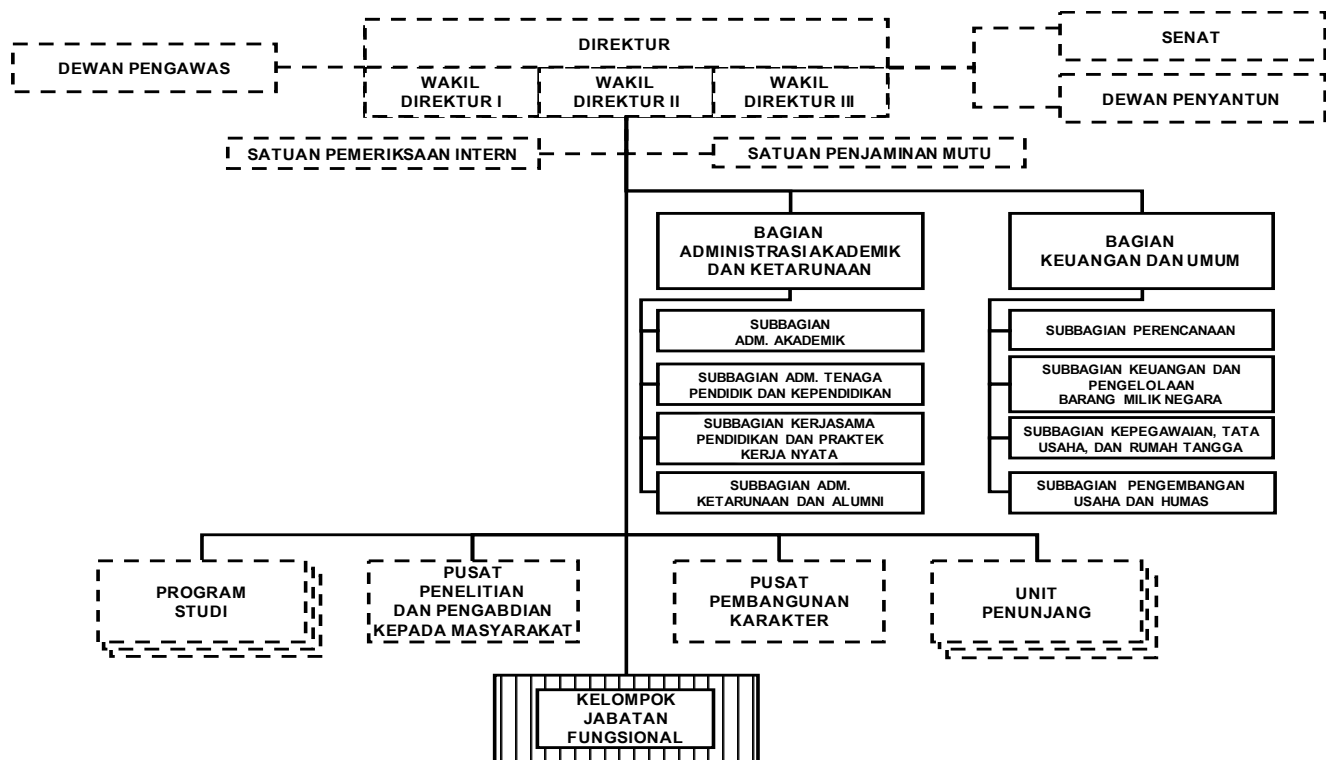 DIREKTUR
SENAT
DEWAN PENGAWAS
WAKIL
DIREKTUR I
WAKIL
DIREKTUR II
WAKIL
DIREKTUR III
DEWAN PENYANTUN
SATUAN PEMERIKSAAN INTERN
SATUAN PENJAMINAN MUTU
BAGIAN
ADMINISTRASI AKADEMIK
DAN KETARUNAAN
BAGIAN
KEUANGAN DAN UMUM
SUBBAGIAN
ADM. AKADEMIK
SUBBAGIAN ADM. TENAGA
PENDIDIK DAN KEPENDIDIKAN
SUBBAGIAN KERJASAMA
PENDIDIKAN DAN PRAKTEK
KERJA NYATA
SUBBAGIAN ADM.
KETARUNAAN DAN ALUMNI
SUBBAGIAN PERENCANAAN
SUBBAGIAN KEUANGAN DAN
PENGELOLAAN
BARANG MILIK NEGARA
SUBBAGIAN KEPEGAWAIAN, TATA
USAHA, DAN RUMAH TANGGA
SUBBAGIAN PENGEMBANGAN
USAHA DAN HUMAS
PROGRAM
STUDI
PUSAT
PENELITIAN
DAN PENGABDIAN
KEPADA MASYARAKAT
PUSAT
PEMBANGUNAN
KARAKTER
UNIT
PENUNJANG
KELOMPOK
JABATAN
FUNGSIONAL